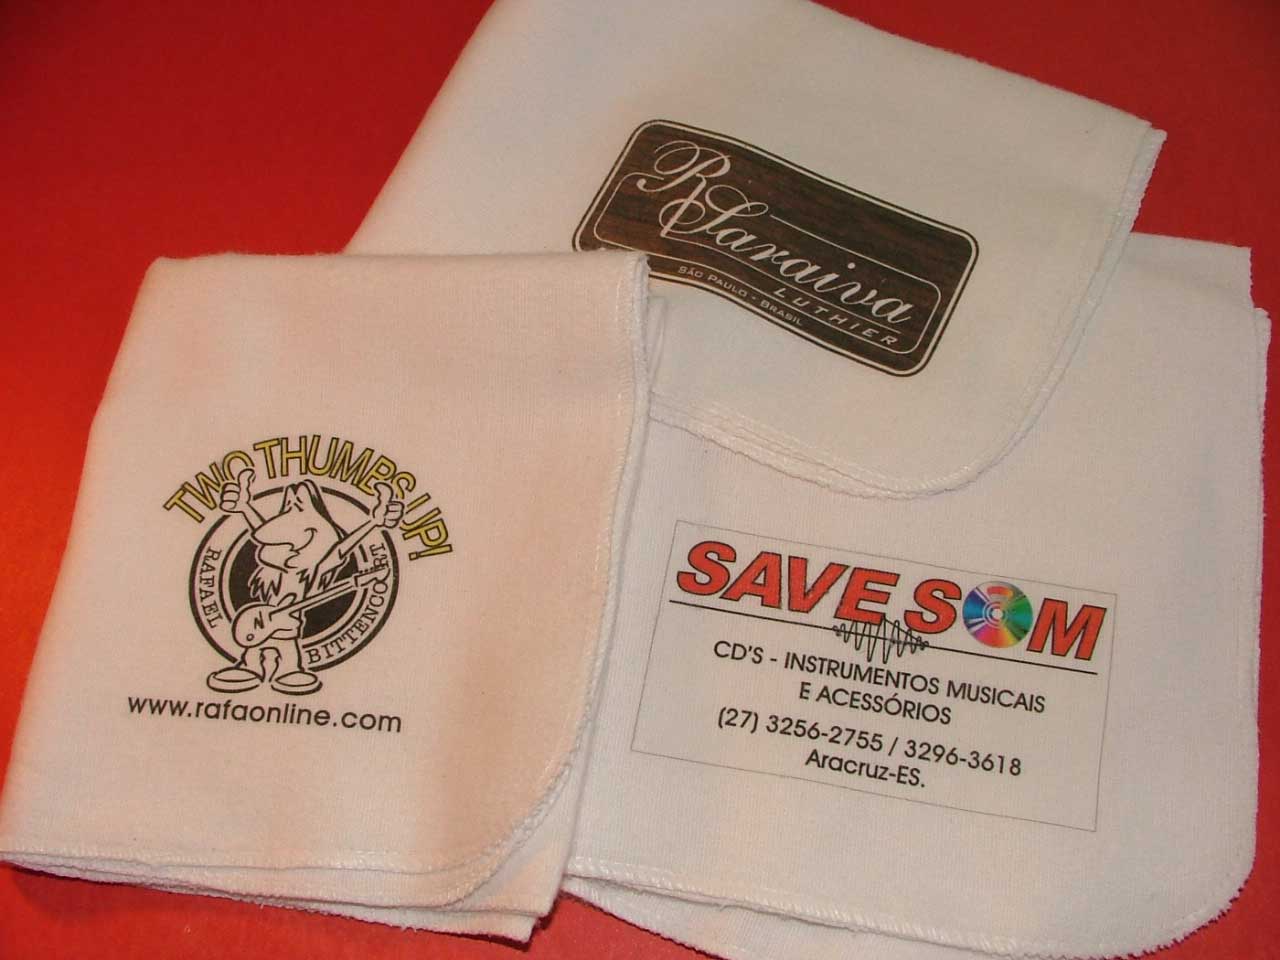 R Saraiva
LUTHIER
SÃO PAULO - BRASIL
TWO THUMBS UP!
RAFAEL BITTENCOURT
N
www.rafaonline.com
SAVE SOM
CD'S - INSTRUMENTOS MUSICAIS
E ACESSÓRIOS
(27) 3256-2755 / 3296-3618
Aracruz-ES.